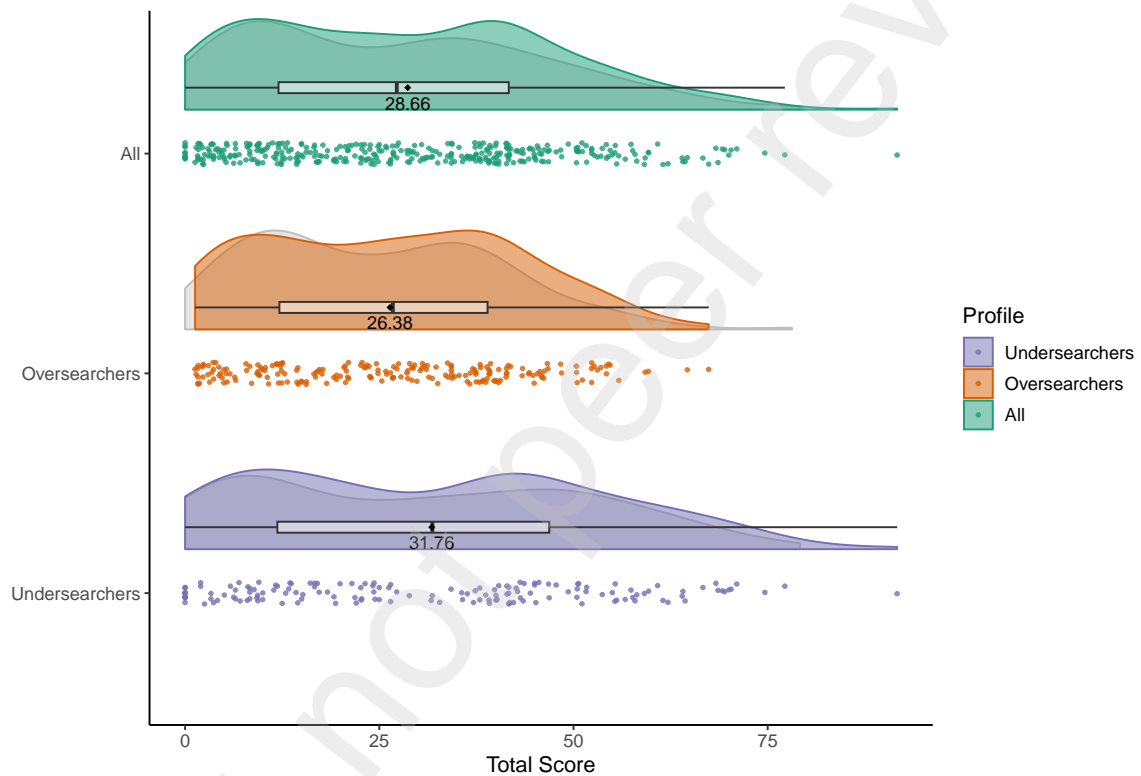 28.66
All
26.38
Oversearchers
31.76
Undersearchers
0
25
50
75
Total Score
Profile
Undersearchers
Oversearchers
All
not peer rev